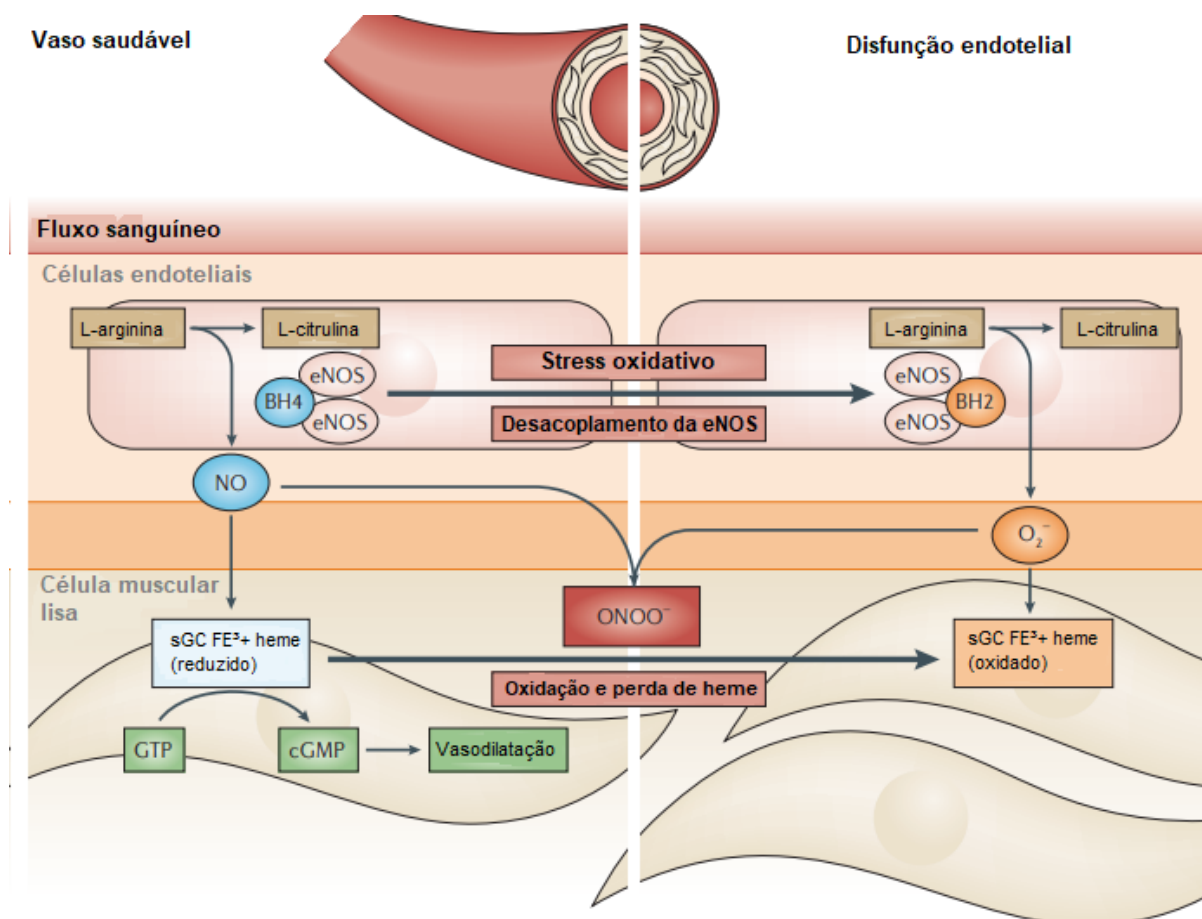 Vaso saudável
Disfunção endotelial
Fluxo sanguíneo
Células endoteliais
L-arginina
L-citrulina
eNOS
BH4
eNOS
Stress oxidativo
Desacoplamento da eNOS
L-arginina
L-citrulina
eNOS
BH2
eNOS
NO
O₂⁻
Célula muscular
lisa
ONOO⁻
sGC FE³+ heme
(reduzido)
sGC FE³+ heme
(oxidado)
Oxidação e perda de heme
GTP
cGMP
Vasodilatação